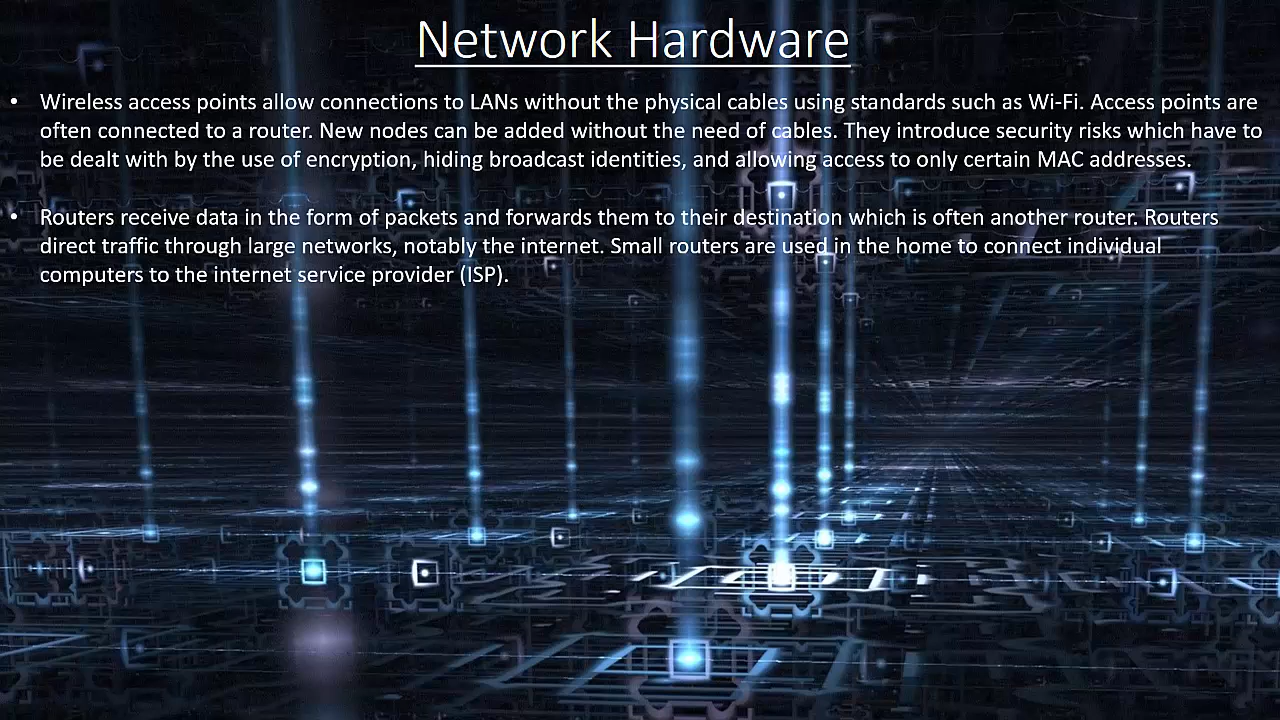 Network Hardware
• Wireless access points allow connections to LANs without the physical cables using standards such as Wi-Fi. Access points are
often connected to a router. New nodes can be added without the need of cables. They introduce security risks which have to
be dealt with by the use of encryption, hiding broadcast identities, and allowing access to only certain MAC addresses.
• Routers receive data in the form of packets and forwards them to their destination which is often another router. Routers
direct traffic through large networks, notably the internet. Small routers are used in the home to connect individual
computers to the internet service provider (ISP).